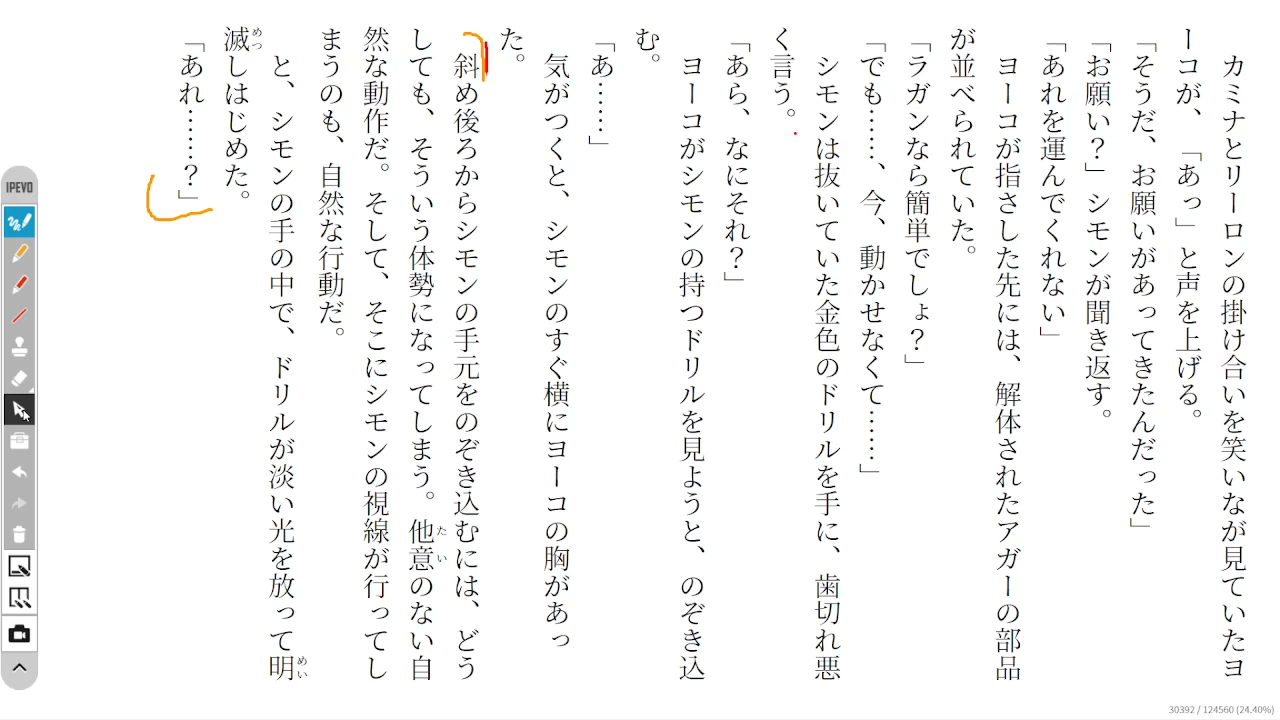 カミナとリーロンの掛け合いを笑いながら見ていたヨ
ーコが、「あっ」と声を上げる。
「そうだ、お願いがあってきたんだった」
「お願い？」シモンが聞き返す。
「あれを運んでくれない」
ヨーコが指さした先には、解体されたアガーの部品
が並べられていた。
「ラガンなら簡単でしょ？」
「でも……、今、動かせなくて……」
シモンは抜いていた金色のドリルを手に、歯切れ悪
く言う。
「あら、なにそれ？」
ヨーコがシモンの持つドリルを見ようと、のぞき込
む。
「あ……」
気がつくと、シモンのすぐ横にヨーコの胸があっ
た。
斜め後ろからシモンの手元をのぞき込むには、どう
しても、そういう体勢になってしまう。他意のない自
然な動作だ。そして、そこにシモンの視線が行ってし
まうのも、自然な行動だ。
と、シモンの手の中で、ドリルが淡い光を放って明
滅しはじめた。
「あれ……？」
たい
めい
めつ
IPEVO
30392 / 124560 (24.40%)